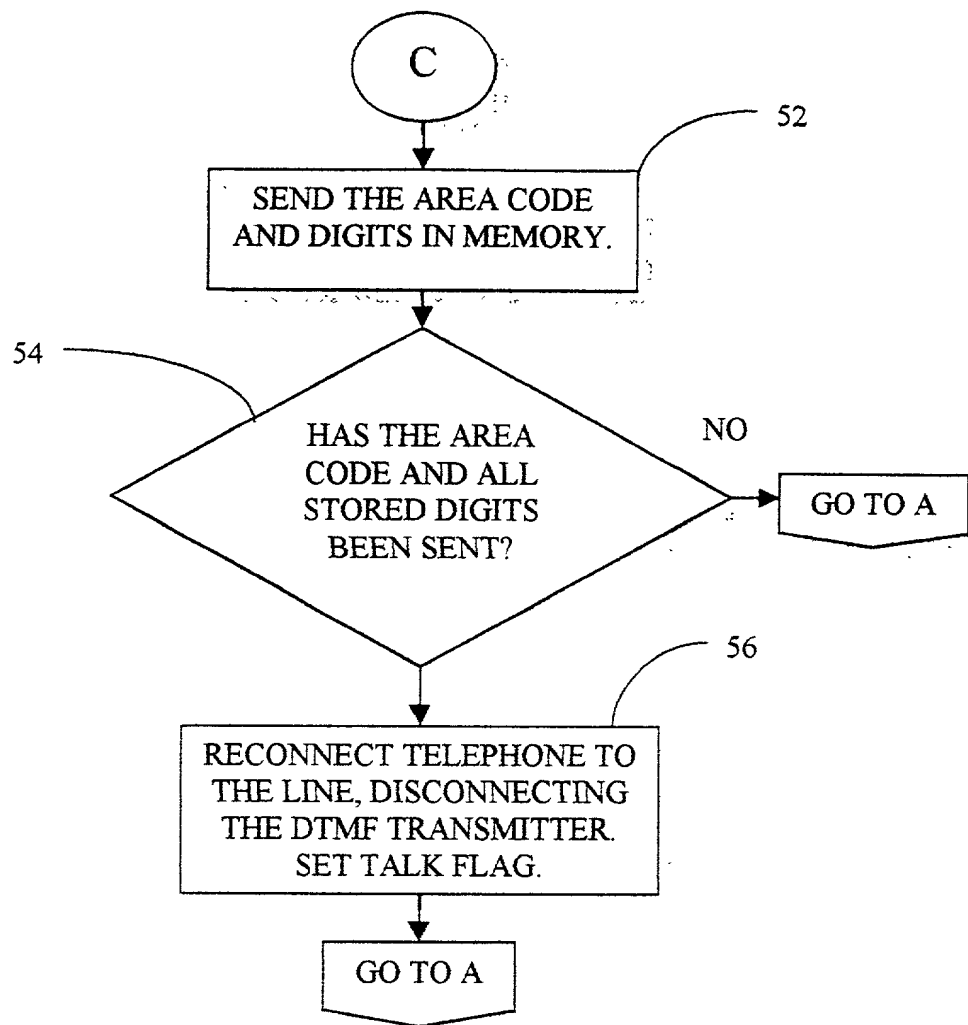 C
52
SEND THE AREA CODE
AND DIGITS IN MEMORY.
54
HAS THE AREA
CODE AND ALL
STORED DIGITS
BEEN SENT?
NO
GO TO A
56
RECONNECT TELEPHONE TO
THE LINE, DISCONNECTING
THE DTMF TRANSMITTER.
SET TALK FLAG.
GO TO A